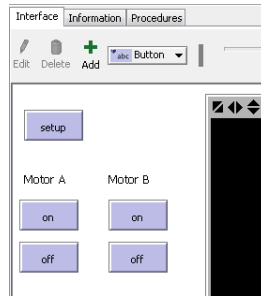 Interface Information Procedures
Edit Delete Add abc Button
setup
Motor A Motor B
on on
off off